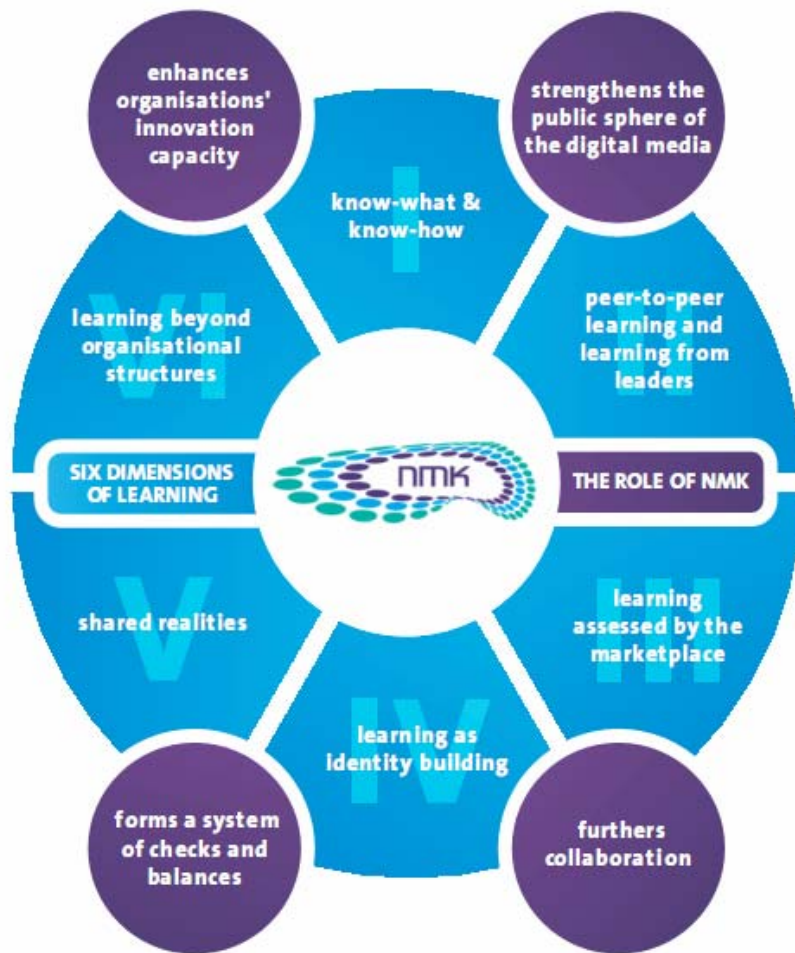 enhances
organisations'
innovation
capacity
strengthens the
public sphere of
the digital media
I
know-what &
know-how
VI
learning beyond
organisational
structures
II
peer-to-peer
learning and
learning from
leaders
SIX DIMENSIONS
OF LEARNING
nmk
THE ROLE OF NMK
V
shared realities
III
learning
assessed by the
marketplace
IV
learning as
identity building
forms a system
of checks and
balances
furthers
collaboration